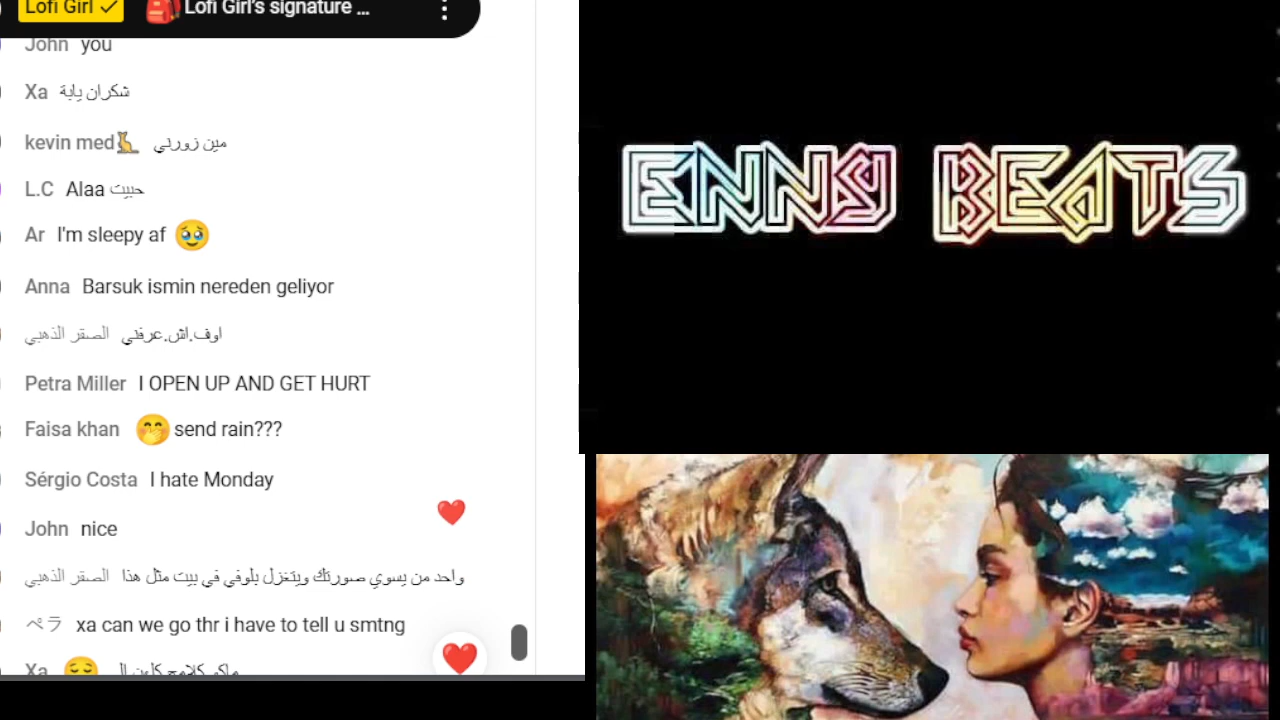 Lofi Girl ✓ Lofi Girl's signature ...
John you
Xa شكران يابة
kevin med مين زورني
L.C Alaa حبيت
Ar I'm sleepy af 🥹
Anna Barsuk ismin nereden geliyor
الصقر الذهبي اوف.اش.عرفني
Petra Miller I OPEN UP AND GET HURT
Faisa khan 🤭 send rain???
Sérgio Costa I hate Monday
John nice
الصقر الذهبي واحد من يسوي صورتك ويتغزل بلوفي في بيت مثل هذا
ペラ xa can we go thr i have to tell u smtng
Xa 😌
ENNY BEATS